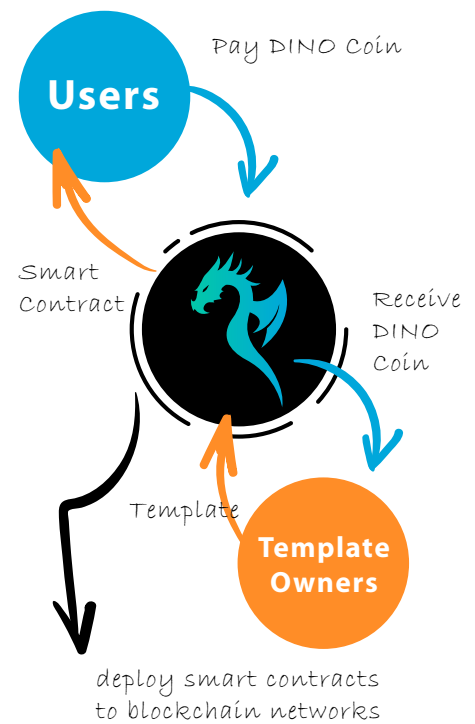 Pay DINO Coin
Users
Smart
Contract
Receive
DINO
Coin
Template
Template
Owners
deploy smart contracts
to blockchain networks